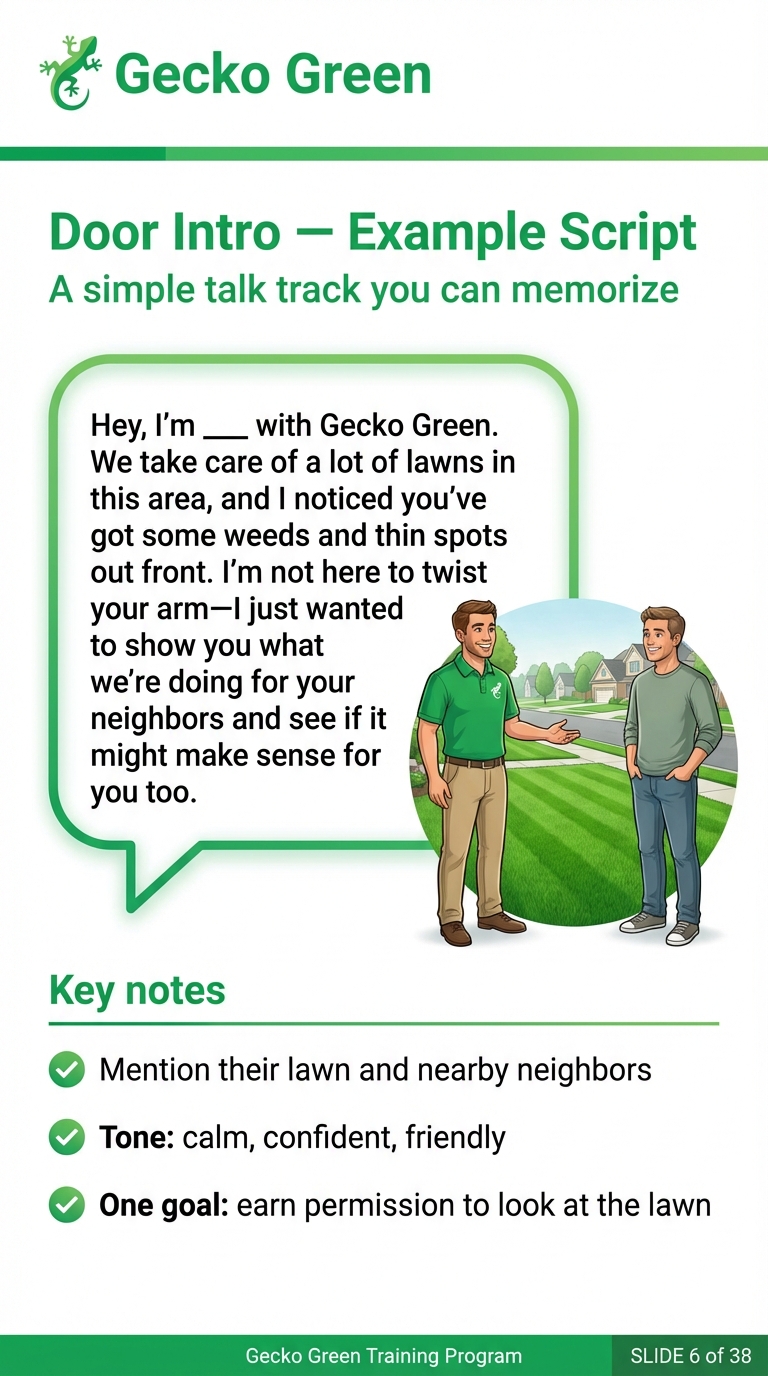 Gecko Green
Door Intro — Example Script
A simple talk track you can memorize
Hey, I’m ___ with Gecko Green.
We take care of a lot of lawns in
this area, and I noticed you’ve
got some weeds and thin spots
out front. I’m not here to twist
your arm—I just wanted
to show you what
we’re doing for your
neighbors and see if it
might make sense for
you too.
Key notes
Mention their lawn and nearby neighbors
Tone: calm, confident, friendly
One goal: earn permission to look at the lawn
Gecko Green Training Program
SLIDE 6 of 38